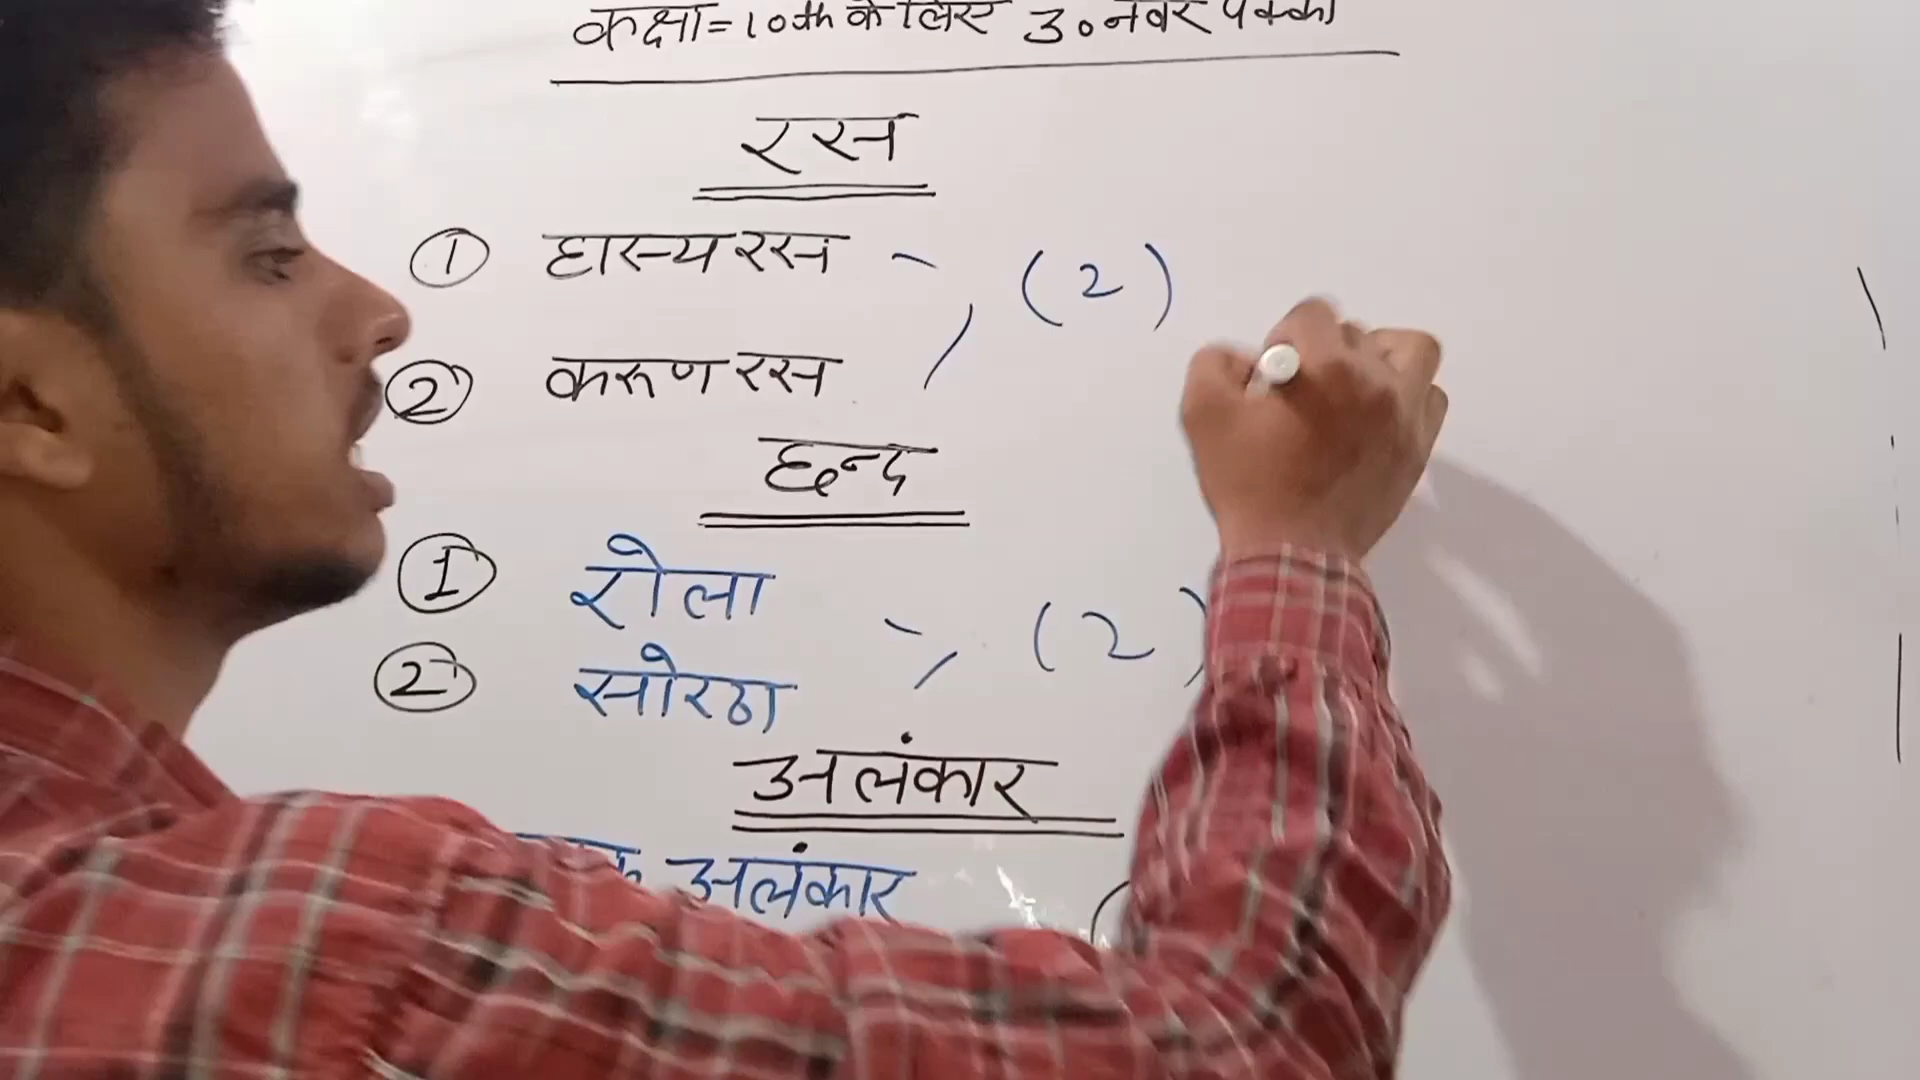 कक्षा=10th के लिए 30 नंबर पक्का
रस
① हास्य रस (2)
② करूण रस
छन्द
① रोला
② सोरठा (2)
अलंकार
अलंकार